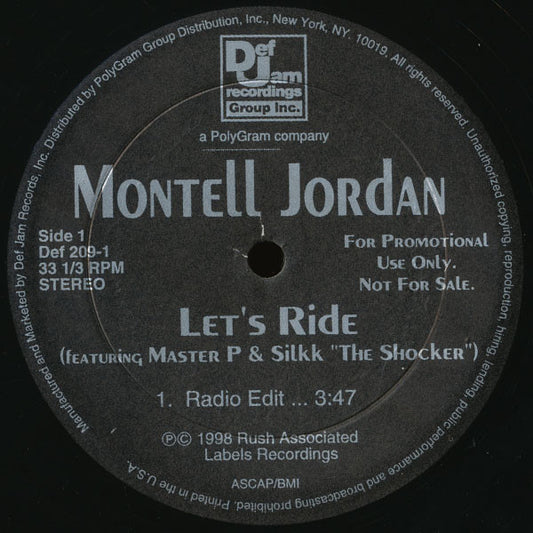 Manufactured and Marketed by Def Jam Records, Inc. Distributed by PolyGram Group Distribution, Inc., New York, NY. 10019. All rights reserved. Unauthorized copying, reproduction, hiring, lending, public performance and broadcasting prohibited. Printed in the U.S.A.
Def
Jam
recordings
Group Inc.
a PolyGram company
Montell Jordan
Side 1
Def 209-1
33 1/3 RPM
STEREO
For Promotional
Use Only.
Not For Sale.
Let's Ride
(featuring Master P & Silkk "The Shocker")
1. Radio Edit ... 3:47
℗© 1998 Rush Associated
Labels Recordings
ASCAP/BMI